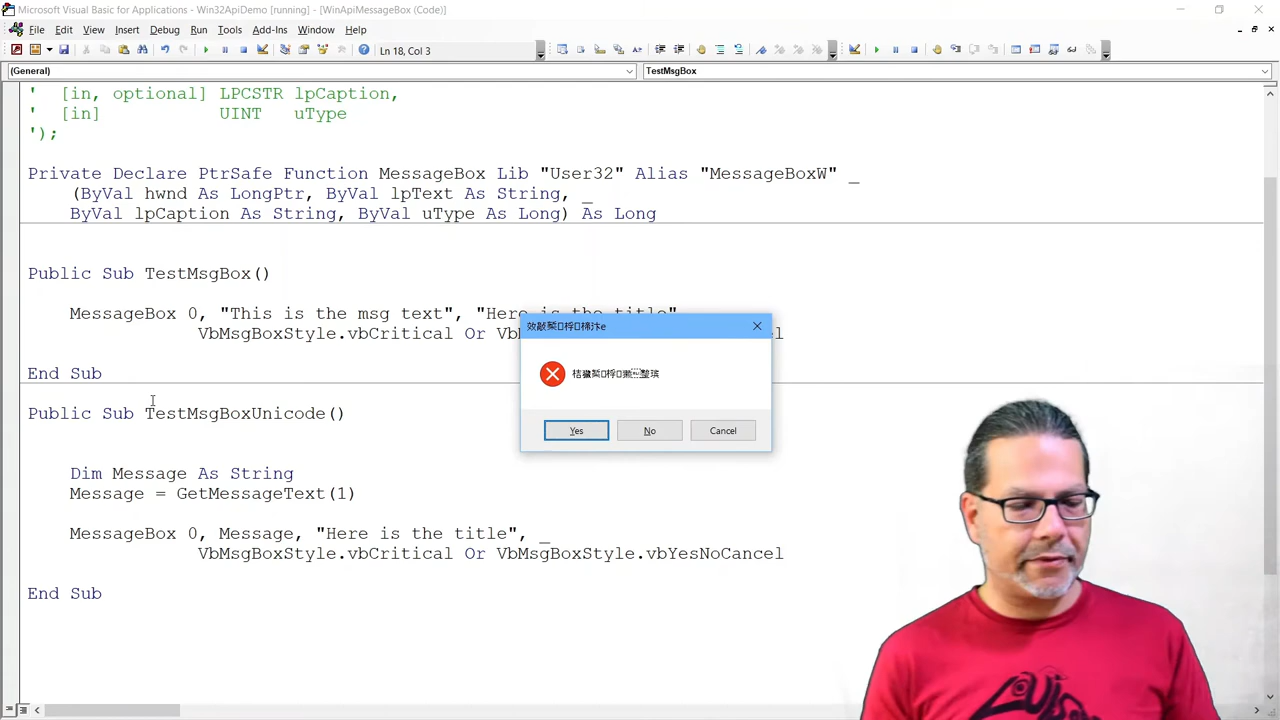 Microsoft Visual Basic for Applications - Win32ApiDemo [running] - [WinApiMessageBox (Code)]
File Edit View Insert Debug Run Tools Add-Ins Window Help
Ln 18, Col 3
(General) TestMsgBox
' [in, optional] LPCSTR lpCaption,
' [in] UINT uType
');
Private Declare PtrSafe Function MessageBox Lib "User32" Alias "MessageBoxW" _
(ByVal hwnd As LongPtr, ByVal lpText As String, _
ByVal lpCaption As String, ByVal uType As Long) As Long
Public Sub TestMsgBox()
MessageBox 0, "This is the msg text", "Here is the title"
VbMsgBoxStyle.vbCritical Or
End Sub
Public Sub TestMsgBoxUnicode()
Yes No Cancel
Dim Message As String
Message = GetMessageText(1)
MessageBox 0, Message, "Here is the title", _
VbMsgBoxStyle.vbCritical Or VbMsgBoxStyle.vbYesNoCancel
End Sub